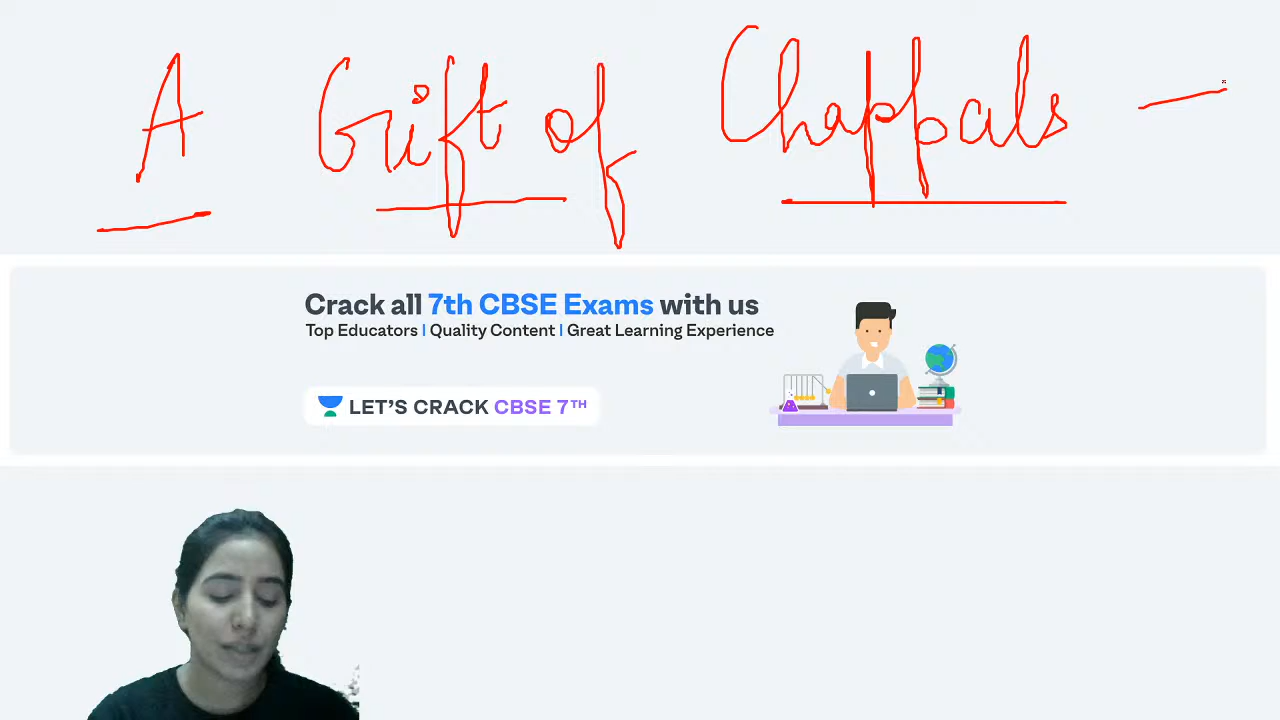 A Gift of Chappals —
Crack all 7th CBSE Exams with us
Top Educators | Quality Content | Great Learning Experience
LET'S CRACK CBSE 7TH